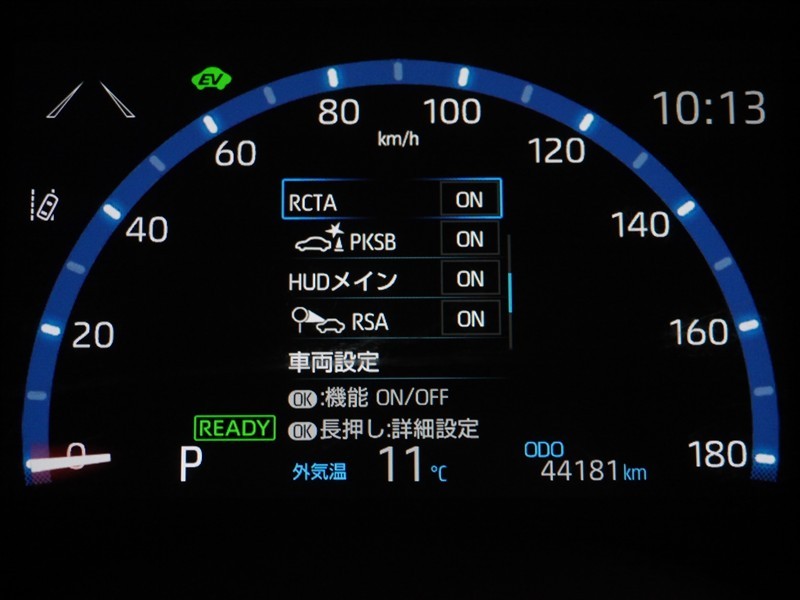 EV
10:13
80
100
km/h
60
120
40
140
20
160
0
180
RCTA ON
PKSB ON
HUDメイン ON
RSA ON
車両設定
OK:機能 ON/OFF
OK長押し:詳細設定
READY
P
外気温 11℃
ODO
44181km